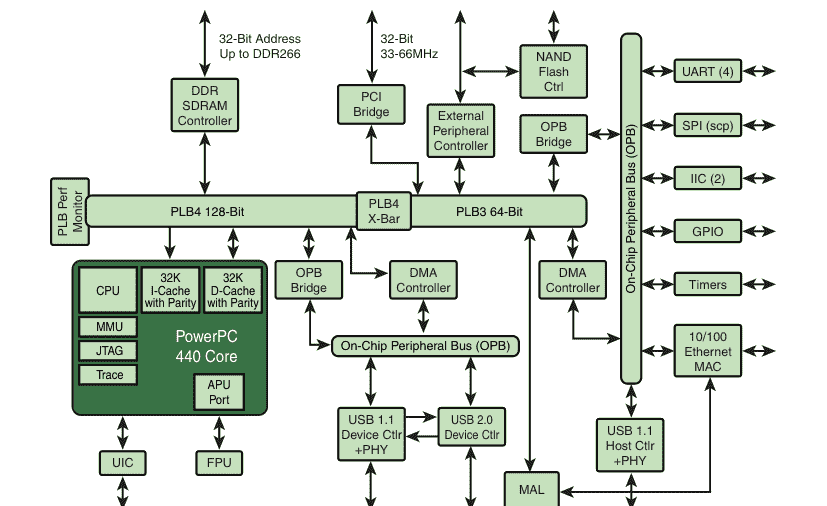 32-Bit Address
Up to DDR266
32-Bit
33-66MHz
DDR
SDRAM
Controller
PCI
Bridge
External
Peripheral
Controller
NAND
Flash
Ctrl
OPB
Bridge
On-Chip Peripheral Bus (OPB)
UART (4)
SPI (scp)
IIC (2)
GPIO
Timers
10/100
Ethernet
MAC
PLB Perf
Monitor
PLB4 128-Bit
PLB4
X-Bar
PLB3 64-Bit
CPU
32K
I-Cache
with Parity
32K
D-Cache
with Parity
MMU
JTAG
Trace
PowerPC
440 Core
APU
Port
OPB
Bridge
DMA
Controller
DMA
Controller
On-Chip Peripheral Bus (OPB)
USB 1.1
Device Ctlr
+PHY
USB 2.0
Device Ctlr
USB 1.1
Host Ctlr
+PHY
UIC
FPU
MAL